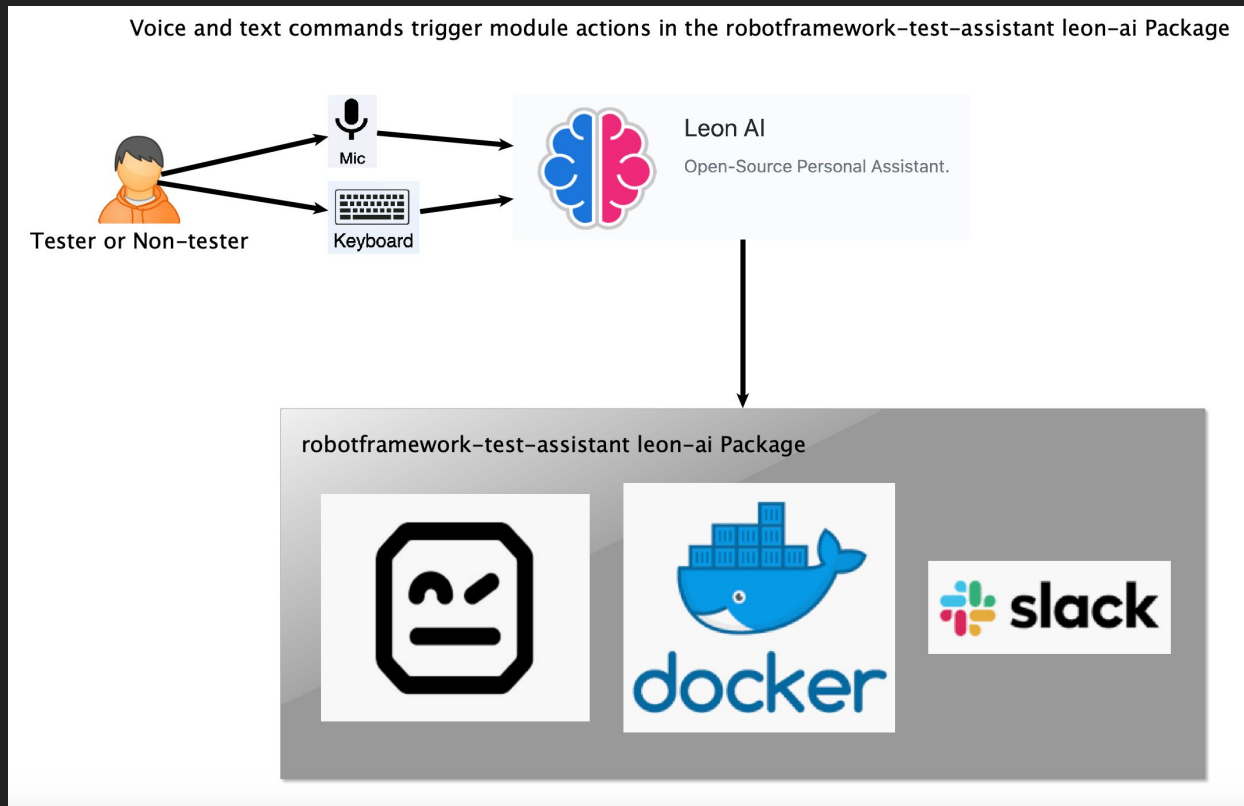 Voice and text commands trigger module actions in the robotframework-test-assistant leon-ai Package
Mic
Leon AI
Open-Source Personal Assistant.
Keyboard
Tester or Non-tester
robotframework-test-assistant leon-ai Package
slack
docker